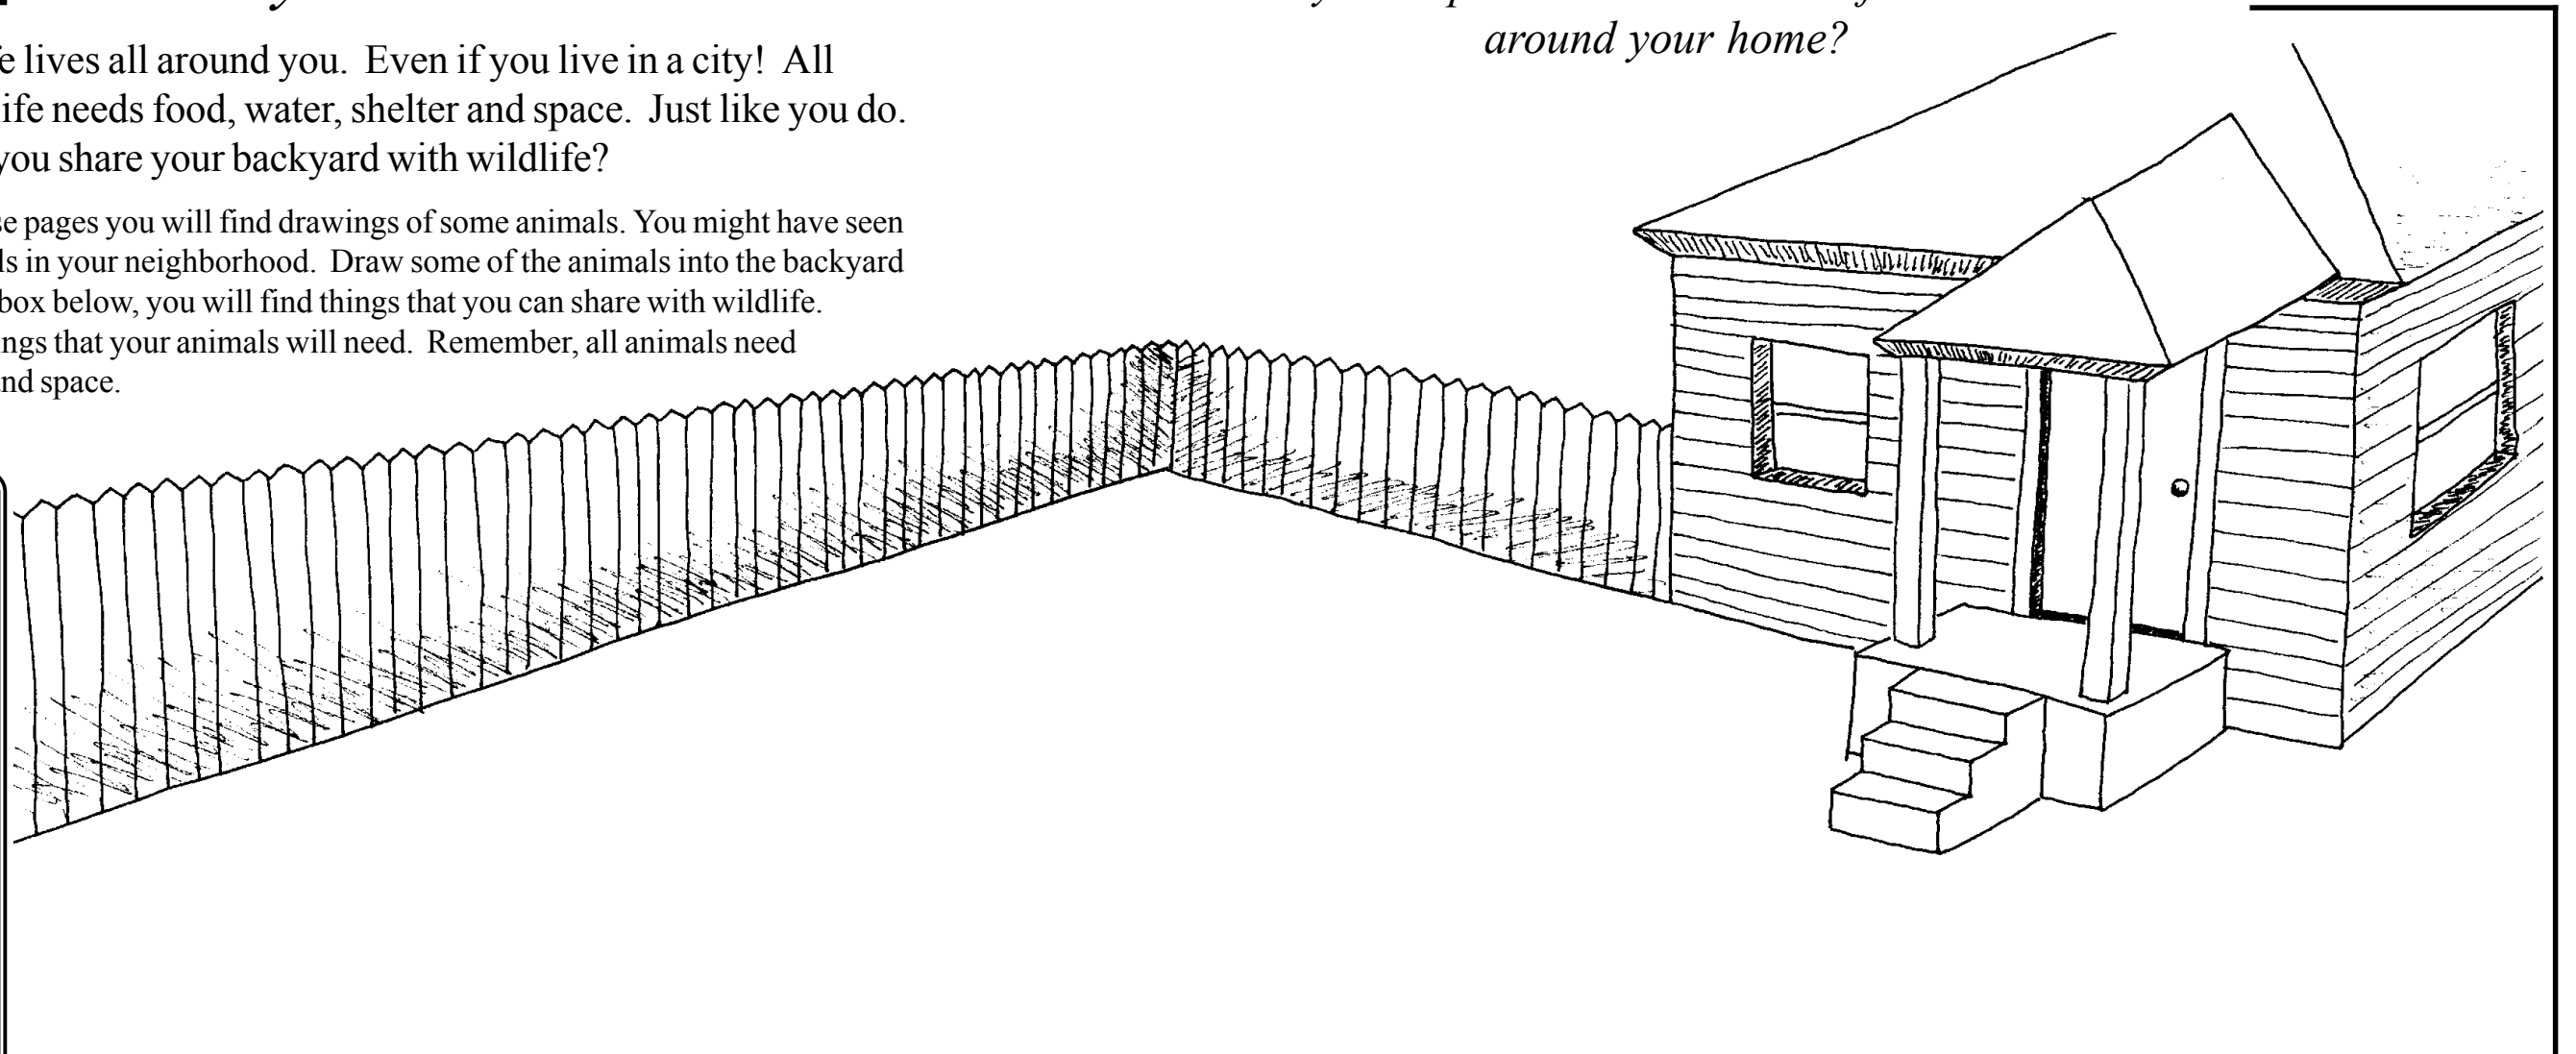 e lives all around you. Even if you live in a city! All
ife needs food, water, shelter and space. Just like you do.
you share your backyard with wildlife?
se pages you will find drawings of some animals. You might have seen
ls in your neighborhood. Draw some of the animals into the backyard
box below, you will find things that you can share with wildlife.
ings that your animals will need. Remember, all animals need
nd space.
around your home?